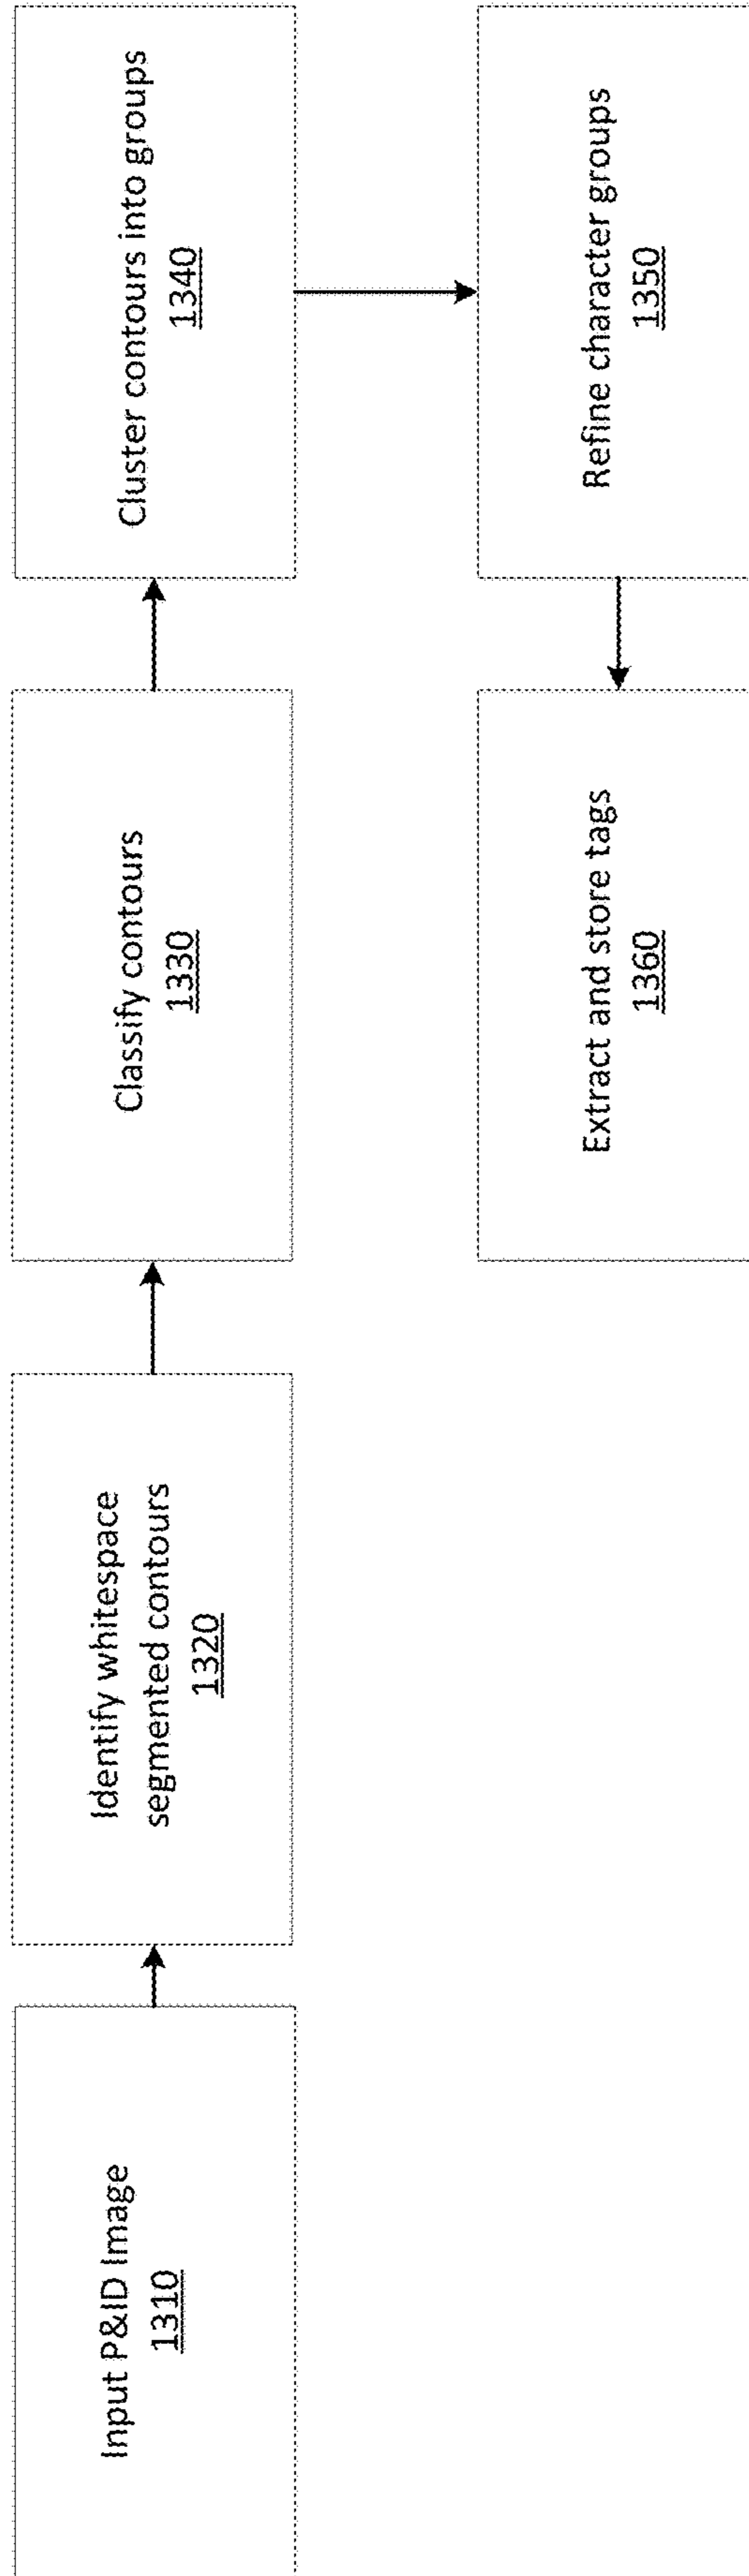 Input P&ID Image
1310
Identify whitespace
segmented contours
1320
Classify contours
1330
Cluster contours into groups
1340
Refine character groups
1350
Extract and store tags
1360